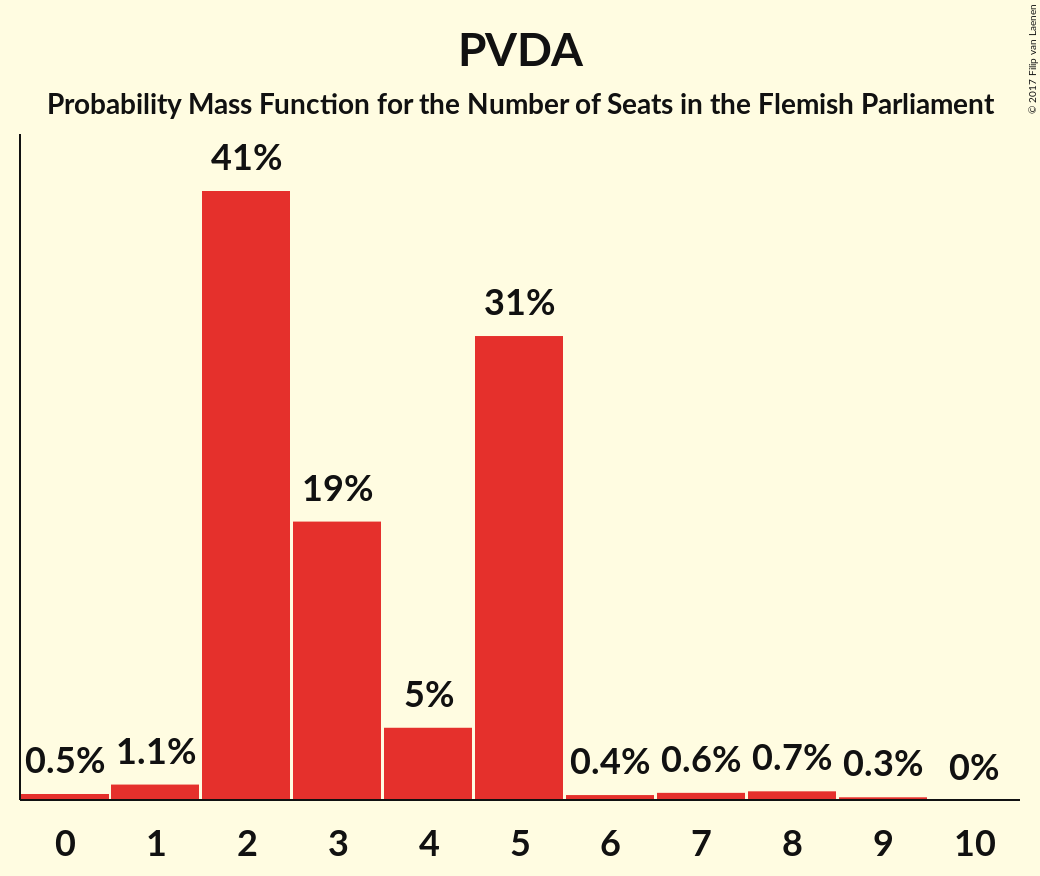 PVDA
Probability Mass Function for the Number of Seats in the Flemish Parliament
© 2017 Filip van Laenen
41%
31%
19%
5%
0.5%
1.1%
0.4%
0.6%
0.7%
0.3%
0%
0 1 2 3 4 5 6 7 8 9 10